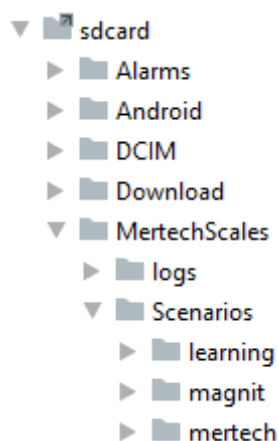 sdcard
Alarms
Android
DCIM
Download
MertechScales
logs
Scenarios
learning
magnit
mertech